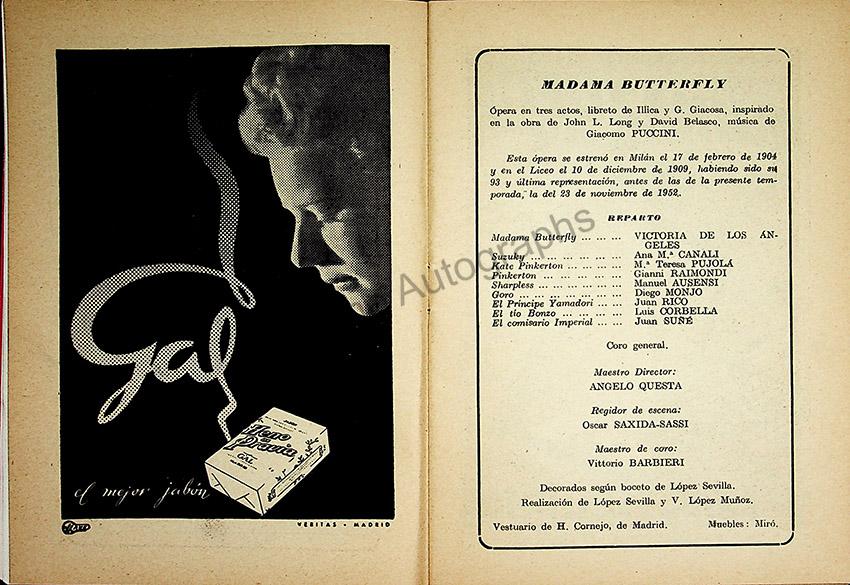 Gal
Heno
de
Pravia
GAL
el mejor jabón
VERITAS - MADRID
MADAMA BUTTERFLY
Ópera en tres actos, libreto de Illica y G. Giacosa, inspirado
en la obra de John L. Long y David Belasco, música de
Giacomo PUCCINI.
Esta ópera se estrenó en Milán el 17 de febrero de 1904
y en el Liceo el 10 de diciembre de 1909, habiendo sido su
93 y última representación, antes de las de la presente tem-
porada, la del 23 de noviembre de 1952.
REPARTO
Madama Butterfly ... ... ... VICTORIA DE LOS ÁN-
GELES
Suzuky ... ... ... ... ... ... Ana M.ª CANALI
Kate Pinkerton ... ... ... ... M.ª Teresa PUJOLÁ
Pinkerton ... ... ... ... ... Gianni RAIMONDI
Sharpless ... ... ... ... ... Manuel AUSENSI
Goro ... ... ... ... ... ... ... Diego MONJO
El Príncipe Yamadori ... ... Juan RICO
El tío Bonzo ... ... ... ... ... Luis CORBELLA
El comisario Imperial ... ... Juan SUÑÉ
Coro general.
Maestro Director:
ANGELO QUESTA
Regidor de escena:
Oscar SAXIDA-SASSI
Maestro de coro:
Vittorio BARBIERI
Decorados según boceto de López Sevilla.
Realización de López Sevilla y V. López Muñoz.
Vestuario de H. Cornejo, de Madrid. Muebles: Miró.
Autographs